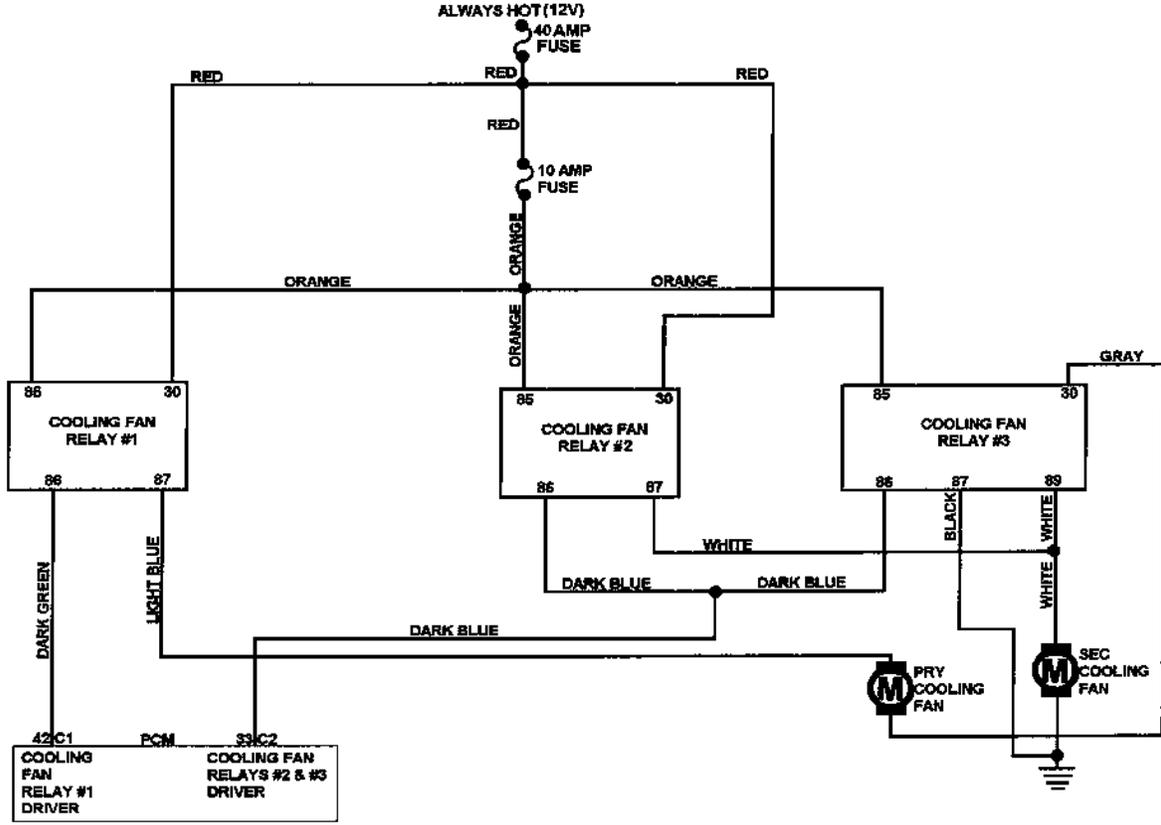 ALWAYS HOT (12V)
40 AMP
FUSE
RED
RED
RED
RED
10 AMP
FUSE
ORANGE
ORANGE
ORANGE
ORANGE
GRAY
86
30
COOLING FAN
RELAY #1
86
87
85
30
COOLING FAN
RELAY #2
86
87
85
30
COOLING FAN
RELAY #3
86
87
89
BLACK
WHITE
WHITE
WHITE
DARK BLUE
DARK BLUE
DARK BLUE
DARK GREEN
LIGHT BLUE
M
PRY
COOLING
FAN
M
SEC
COOLING
FAN
42 C1
PCM
33 C2
COOLING
FAN
RELAY #1
DRIVER
COOLING FAN
RELAYS #2 & #3
DRIVER